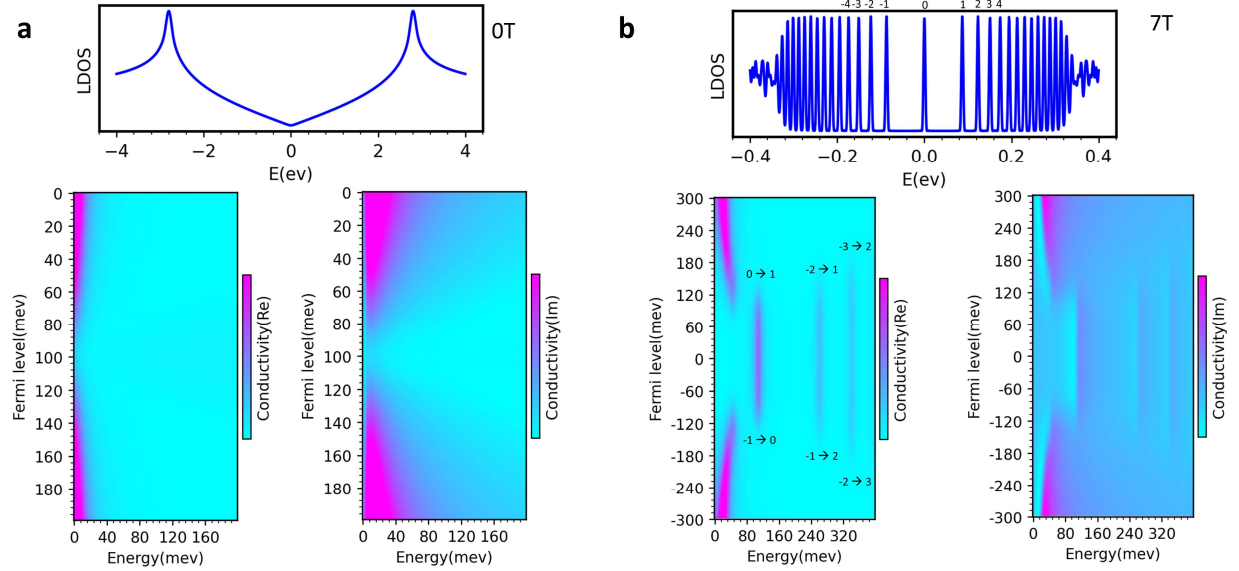 a
0T
LDOS
−4 −2 0 2 4
E(ev)
0
20
40
60
80
100
120
140
160
180
Fermi level(mev)
0 40 80 120 160
Energy(mev)
Conductivity(Re)
0
20
40
60
80
100
120
140
160
180
Fermi level(mev)
0 40 80 120 160
Energy(mev)
Conductivity(Im)
b
7T
-4 -3 -2 -1 0 1 2 3 4
LDOS
−0.4 −0.2 0.0 0.2 0.4
E(ev)
300
240
180
120
60
0
-60
-120
-180
-240
-300
Fermi level(mev)
-3 → 2
0 → 1
-2 → 1
-1 → 0
-1 → 2
-2 → 3
0 80 160 240 320
Energy(mev)
Conductivity(Re)
300
240
180
120
60
0
-60
-120
-180
-240
-300
Fermi level(mev)
0 80 160 240 320
Energy(mev)
Conductivity(Im)